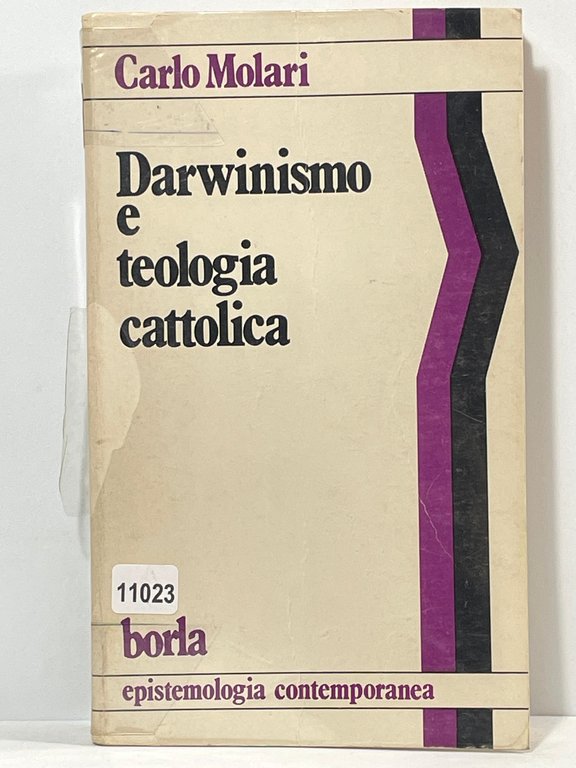 Carlo Molari
Darwinismo
e
teologia
cattolica
11023
borla
epistemologia contemporanea